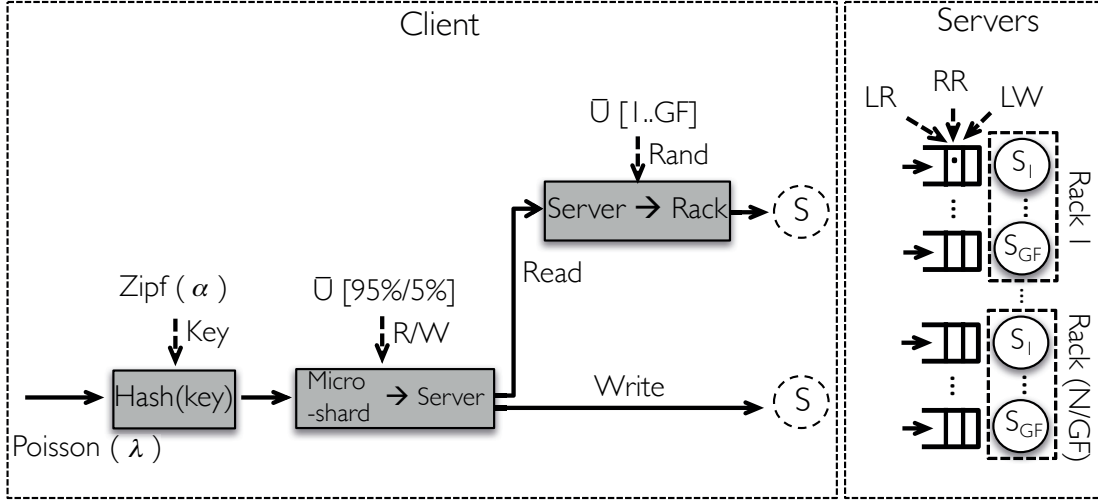 Client
Servers
LR
RR
LW
Ū [1..GF]
Rand
Server → Rack
S
S1
Rack 1
SGF
Read
Zipf ( α )
Key
Ū [95%/5%]
R/W
Hash(key)
Micro
-shard → Server
Write
S
Poisson ( λ )
S1
Rack (N/GF)
SGF